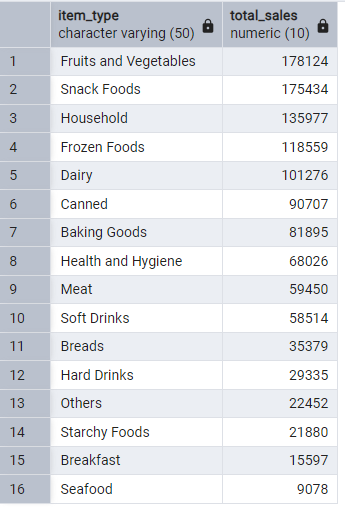 item_type total_sales
character varying (50) numeric (10)
1 Fruits and Vegetables 178124
2 Snack Foods 175434
3 Household 135977
4 Frozen Foods 118559
5 Dairy 101276
6 Canned 90707
7 Baking Goods 81895
8 Health and Hygiene 68026
9 Meat 59450
10 Soft Drinks 58514
11 Breads 35379
12 Hard Drinks 29335
13 Others 22452
14 Starchy Foods 21880
15 Breakfast 15597
16 Seafood 9078